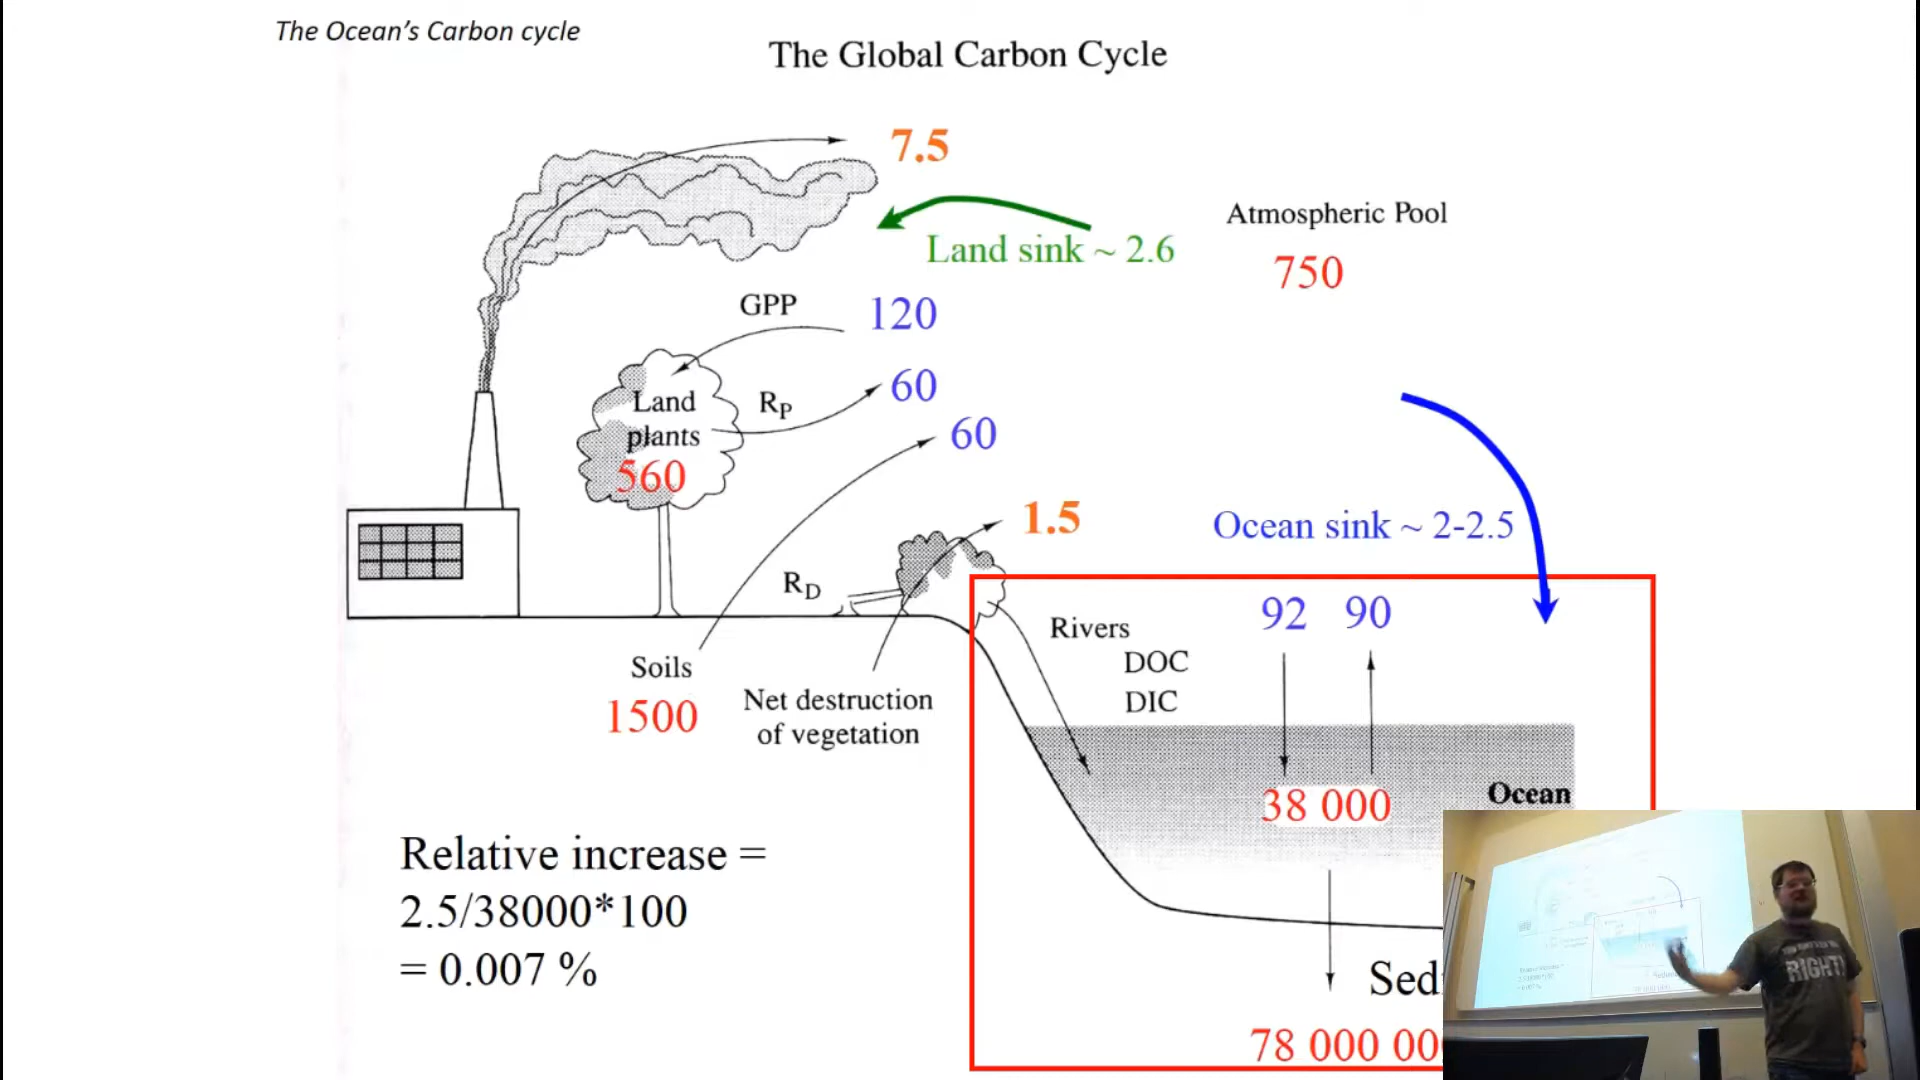 The Ocean's Carbon cycle
The Global Carbon Cycle
7.5
Land sink ~ 2.6
Atmospheric Pool
750
GPP
120
Land
plants
560
RP
60
60
1.5
Ocean sink ~ 2-2.5
RD
92 90
Rivers
DOC
DIC
Soils
1500
Net destruction
of vegetation
38 000
Ocean
Relative increase =
2.5/38000*100
= 0.007 %
Sed
78 000 00
RIGHT!